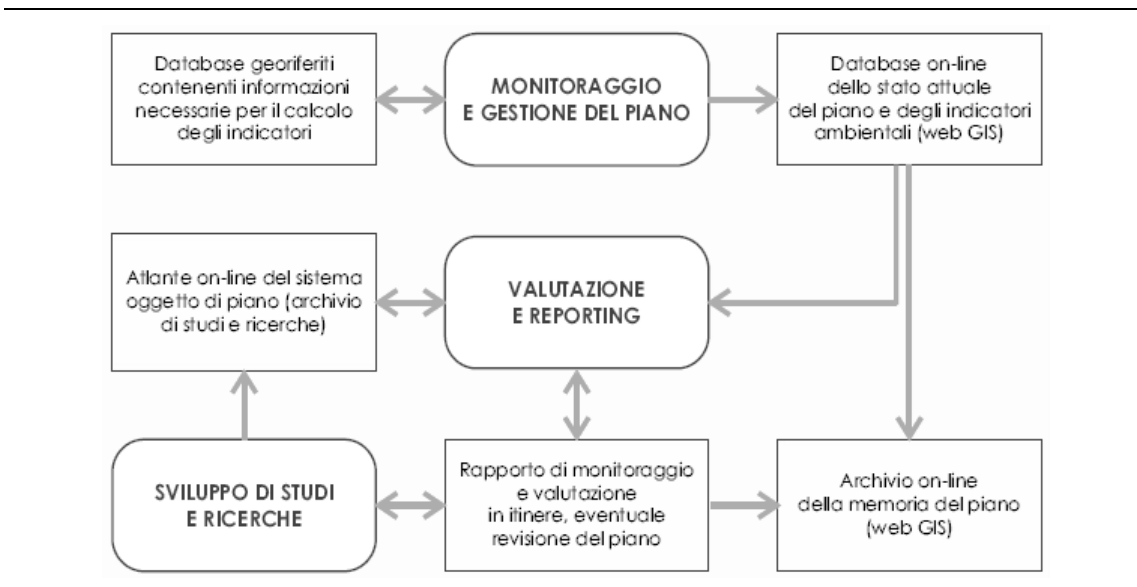 Database georiferiti
contenenti informazioni
necessarie per il calcolo
degli indicatori
MONITORAGGIO
E GESTIONE DEL PIANO
Database on-line
dello stato attuale
del piano e degli indicatori
ambientali (web GIS)
Atlante on-line del sistema
oggetto di piano (archivio
di studi e ricerche)
VALUTAZIONE
E REPORTING
SVILUPPO DI STUDI
E RICERCHE
Rapporto di monitoraggio
e valutazione
in itinere, eventuale
revisione del piano
Archivio on-line
della memoria del piano
(web GIS)